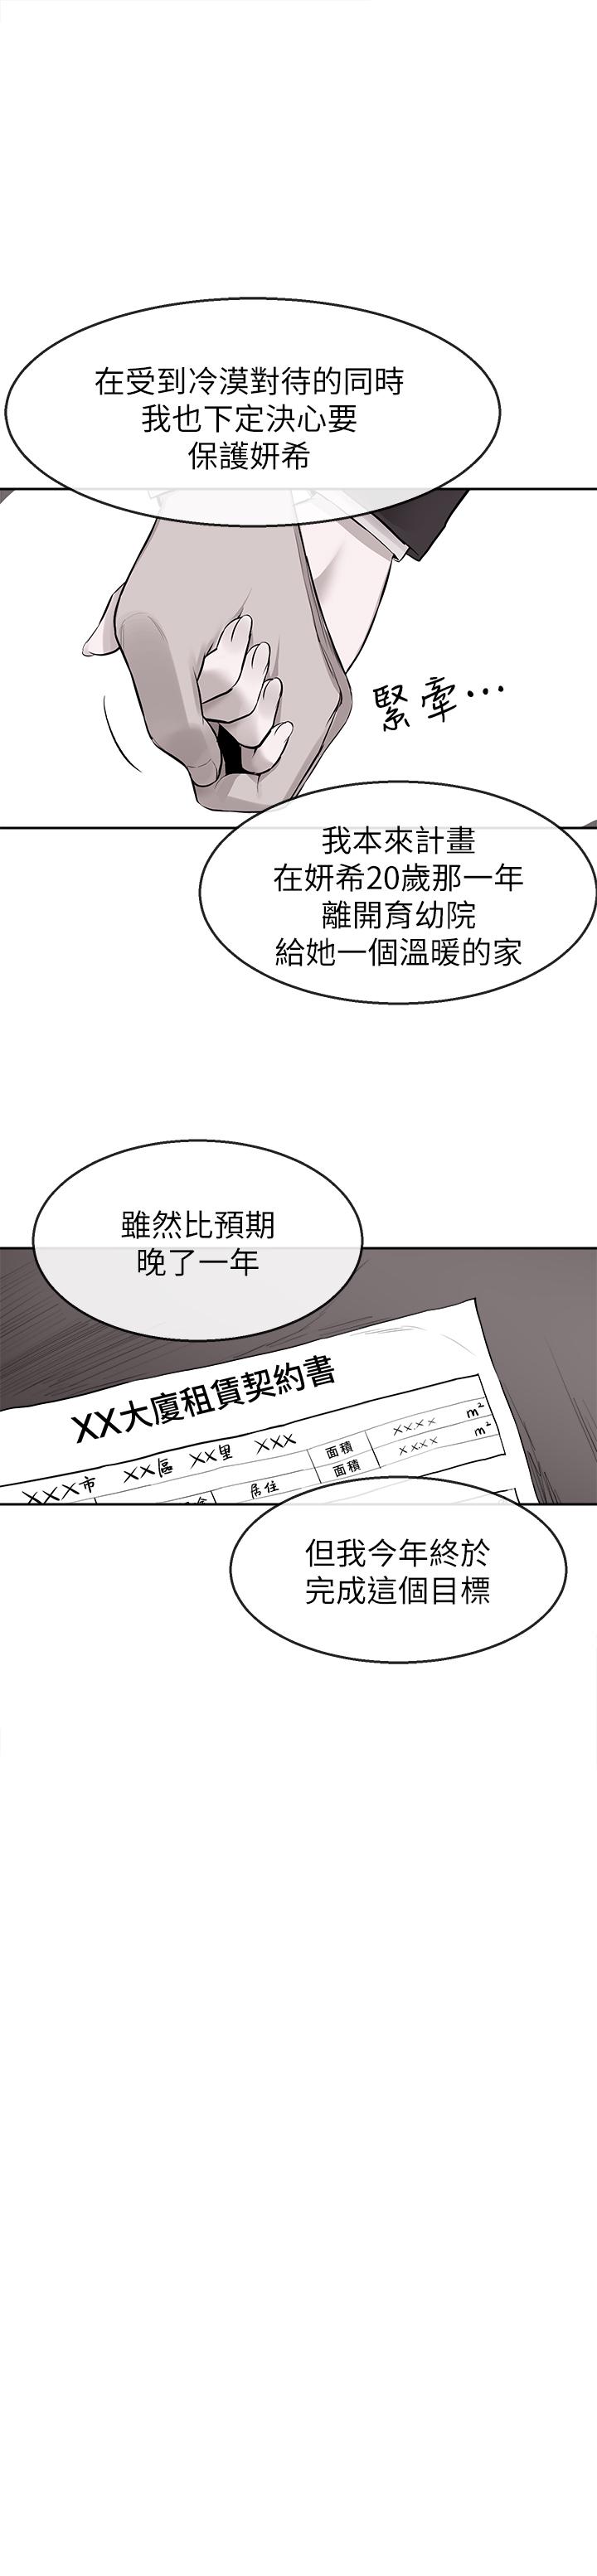 在受到冷漠對待的同時
我也下定決心要
保護妍希
緊牽…
我本來計畫
在妍希20歲那一年
離開育幼院
給她一個溫暖的家
雖然比預期
晚了一年
XX大廈租賃契約書
XXX市 XX區 XX里 XXX
面積 XX.XX m²
居住 面積 XXXX m²
但我今年終於
完成這個目標